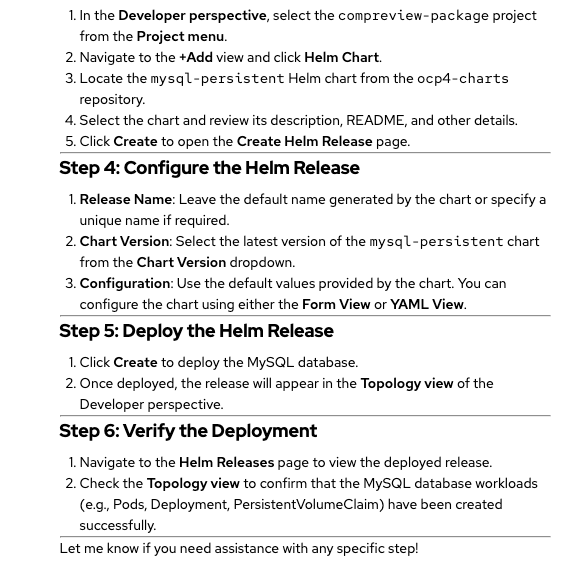 1. In the Developer perspective, select the compreview-package project
from the Project menu.
2. Navigate to the +Add view and click Helm Chart.
3. Locate the mysql-persistent Helm chart from the ocp4-charts
repository.
4. Select the chart and review its description, README, and other details.
5. Click Create to open the Create Helm Release page.
Step 4: Configure the Helm Release
1. Release Name: Leave the default name generated by the chart or specify a
unique name if required.
2. Chart Version: Select the latest version of the mysql-persistent chart
from the Chart Version dropdown.
3. Configuration: Use the default values provided by the chart. You can
configure the chart using either the Form View or YAML View.
Step 5: Deploy the Helm Release
1. Click Create to deploy the MySQL database.
2. Once deployed, the release will appear in the Topology view of the
Developer perspective.
Step 6: Verify the Deployment
1. Navigate to the Helm Releases page to view the deployed release.
2. Check the Topology view to confirm that the MySQL database workloads
(e.g., Pods, Deployment, PersistentVolumeClaim) have been created
successfully.
Let me know if you need assistance with any specific step!